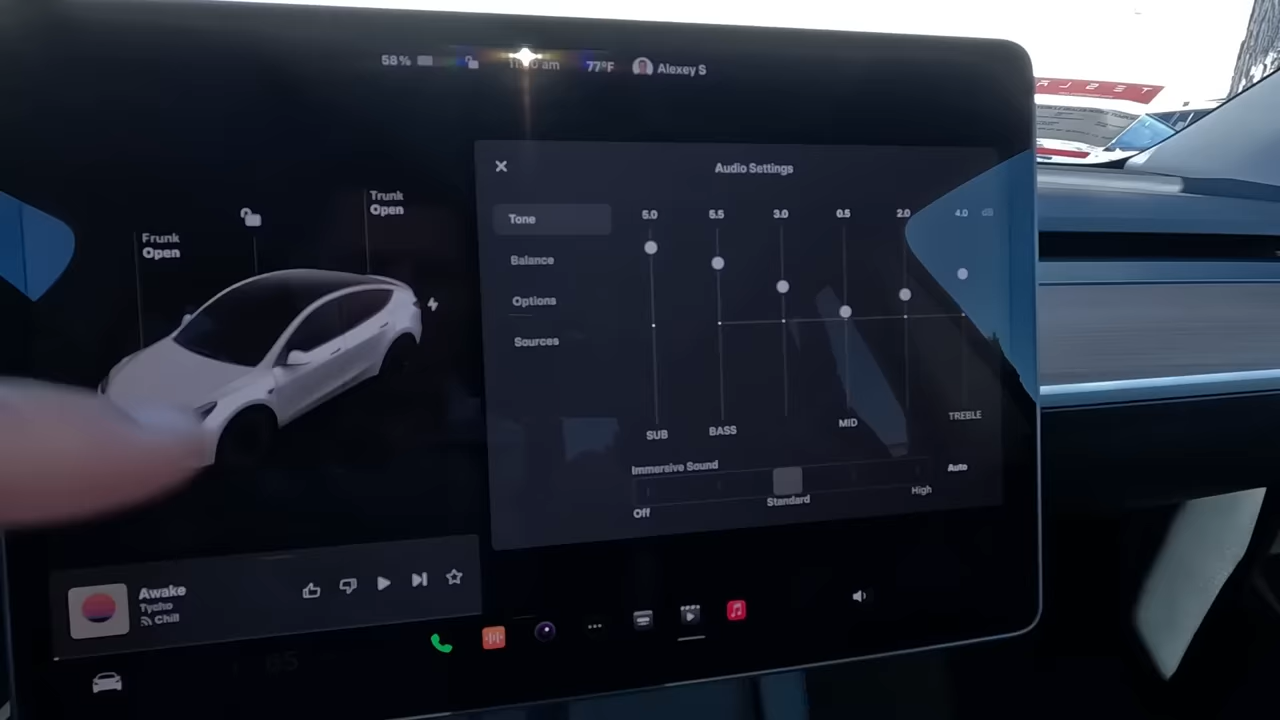 58%
77°F
Alexey S
Audio Settings
Trunk
Open
Frunk
Open
Tone
Balance
Options
Sources
5.0 5.5 3.0 0.5 2.0 4.0 dB
SUB BASS MID TREBLE
Immersive Sound
Auto
Off Standard High
Awake
Tycho
Chill
TESLA